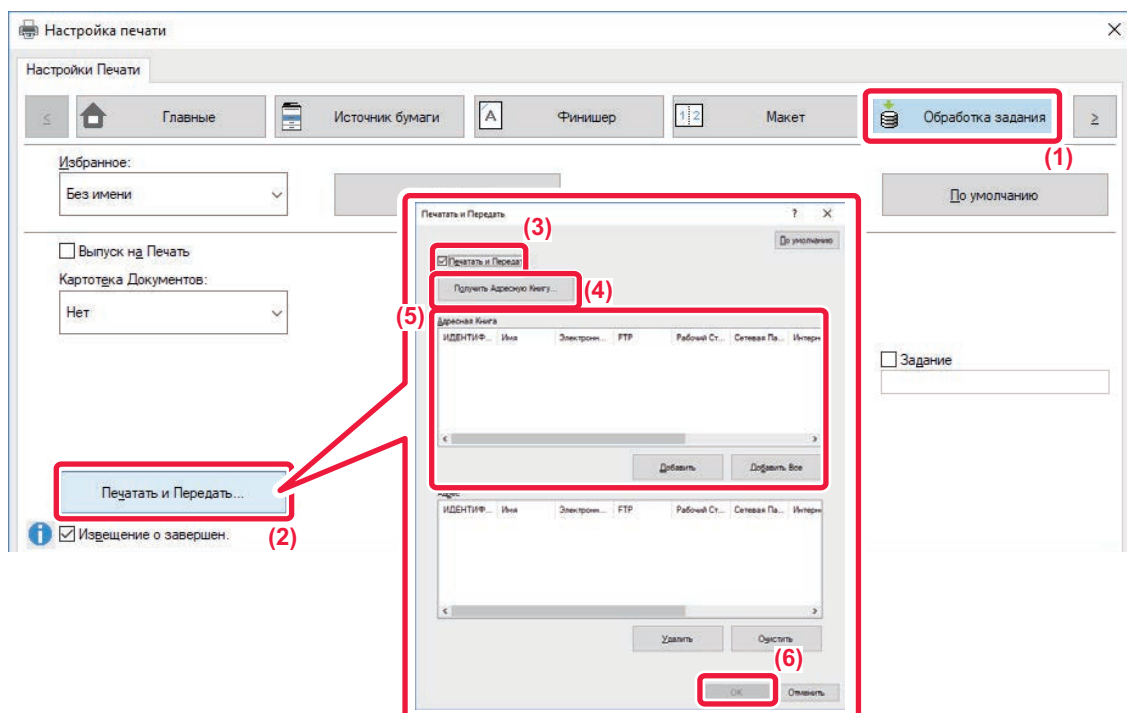 Настройка печати
Настройки Печати
< Главные Источник бумаги A Финишер 1 2 Макет Обработка задания >
(1)
Избранное:
Без имени
По умолчанию
Выпуск на Печать
Картотека Документов:
Нет
Задание
Печатать и Передать...
(2)
Извещение о завершен.
Печатать и Передать ? X
По умолчанию
(3)
Печатать и Передат
Получить Адресную Книгу...
(4)
(5)
Адресная Книга
ИДЕНТИФ... Имя Электронн... FTP Рабочий Ст... Сетевая Па... Интерн
Добавить Добавить Все
Адрес
ИДЕНТИФ... Имя Электронн... FTP Рабочий Ст... Сетевая Па... Интерн
Удалить Очистить
(6)
OK Отменить